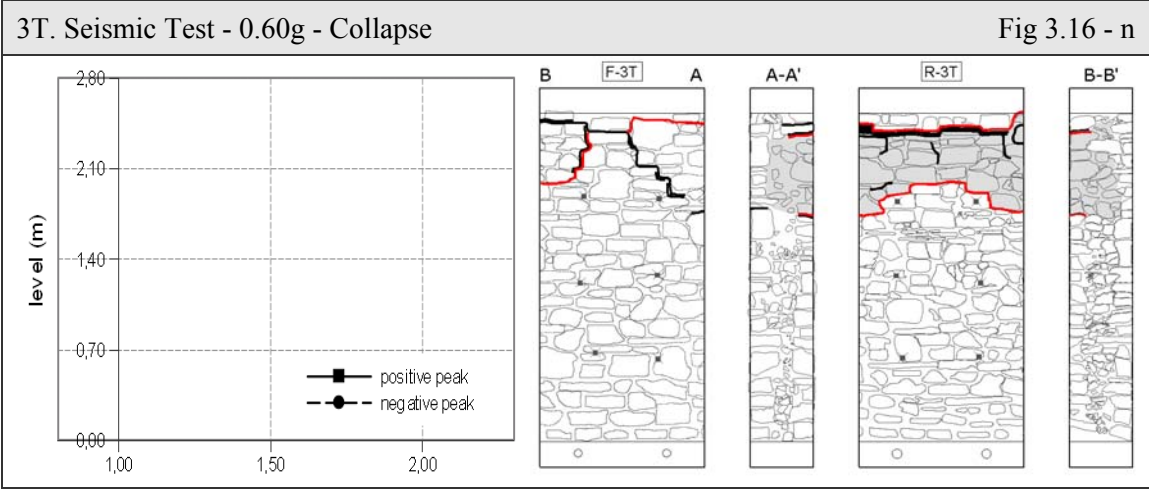 3T. Seismic Test - 0.60g - Collapse Fig 3.16 - n
level (m)
2,80
2,10
1,40
0,70
0,00
1,00 1,50 2,00
positive peak
negative peak
B F-3T A
A-A'
R-3T
B-B'